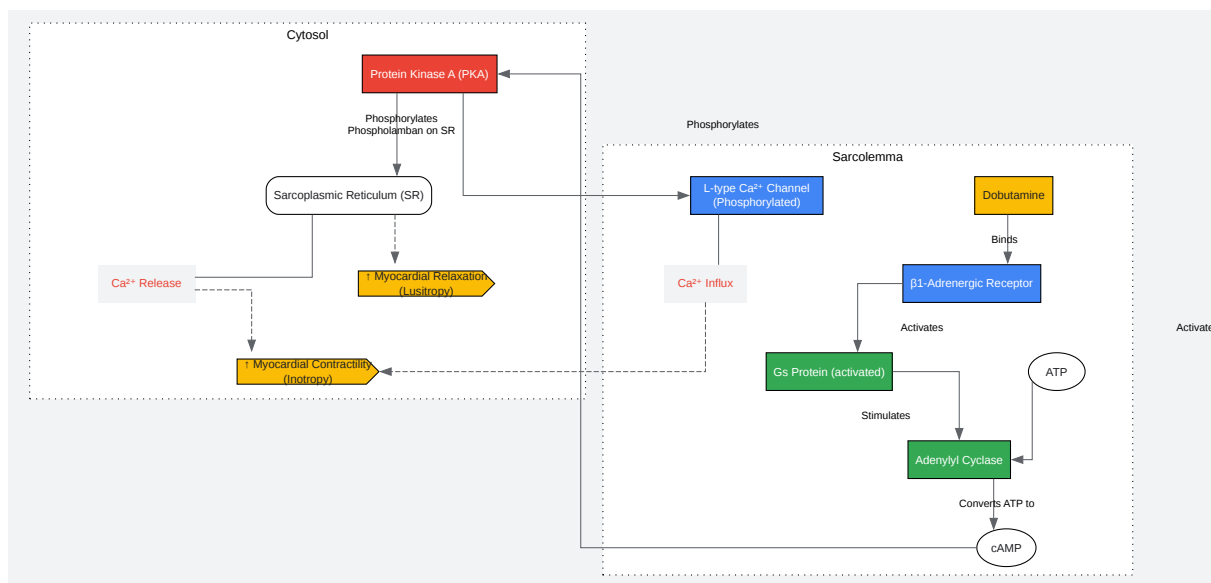 Cytosol
Protein Kinase A (PKA)
Phosphorylates
Phospholamban on SR
Sarcoplasmic Reticulum (SR)
Ca²⁺ Release
↑ Myocardial Relaxation
(Lusitropy)
↑ Myocardial Contractility
(Inotropy)
Phosphorylates
Sarcolemma
L-type Ca²⁺ Channel
(Phosphorylated)
Dobutamine
Binds
Ca²⁺ Influx
β1-Adrenergic Receptor
Activates
Activate
Gs Protein (activated)
ATP
Stimulates
Adenylyl Cyclase
Converts ATP to
cAMP